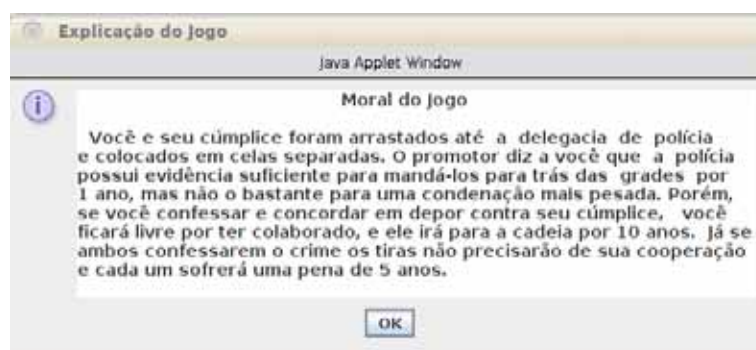 Explicação do Jogo
Java Applet Window
Moral do Jogo
Você e seu cúmplice foram arrastados até a delegacia de polícia
e colocados em celas separadas. O promotor diz a você que a polícia
possui evidência suficiente para mandá-los para trás das grades por
1 ano, mas não o bastante para uma condenação mais pesada. Porém,
se você confessar e concordar em depor contra seu cúmplice, você
ficará livre por ter colaborado, e ele irá para a cadeia por 10 anos. Já se
ambos confessarem o crime os tiras não precisarão de sua cooperação
e cada um sofrerá uma pena de 5 anos.
OK